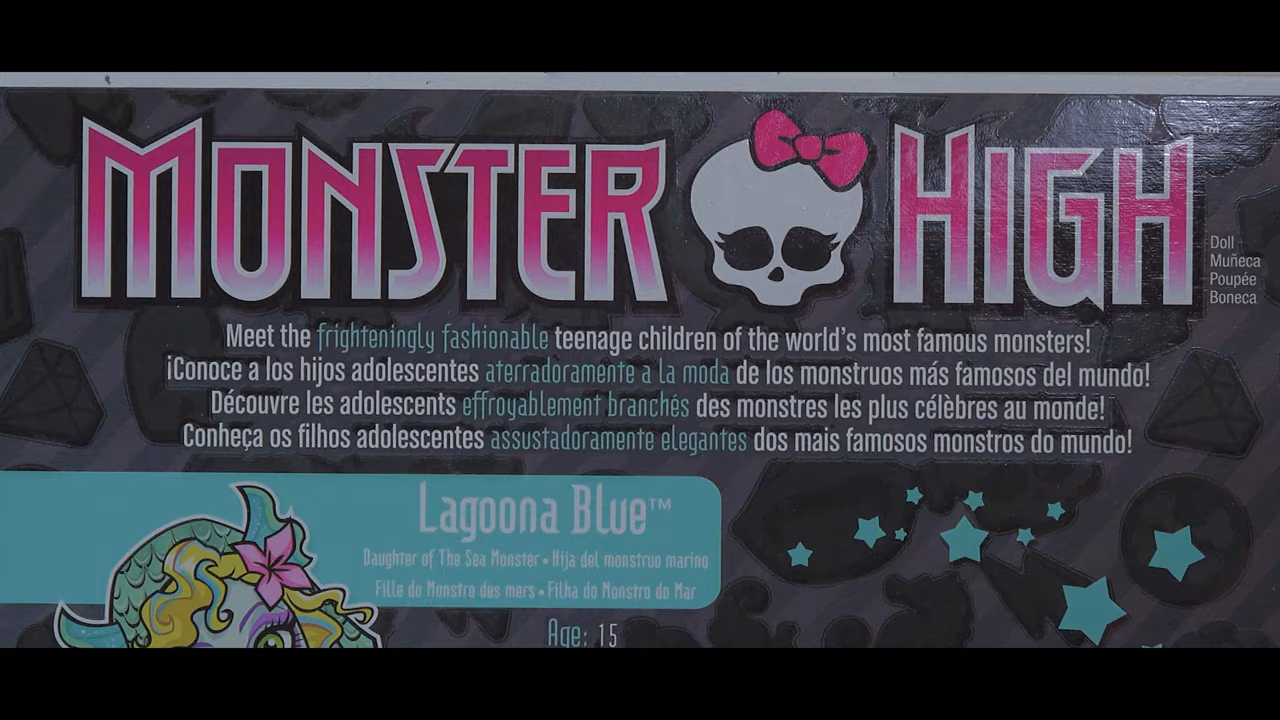 MONSTER HIGH™
Doll
Muñeca
Poupée
Boneca
Meet the frighteningly fashionable teenage children of the world's most famous monsters!
¡Conoce a los hijos adolescentes aterradoramente a la moda de los monstruos más famosos del mundo!
Découvre les adolescents effroyablement branchés des monstres les plus célèbres au monde!
Conheça os filhos adolescentes assustadoramente elegantes dos mais famosos monstros do mundo!
Lagoona Blue™
Daughter of The Sea Monster • Hija del monstruo marino
Fille du Monstre des mers • Filha do Monstro do Mar
Age: 15